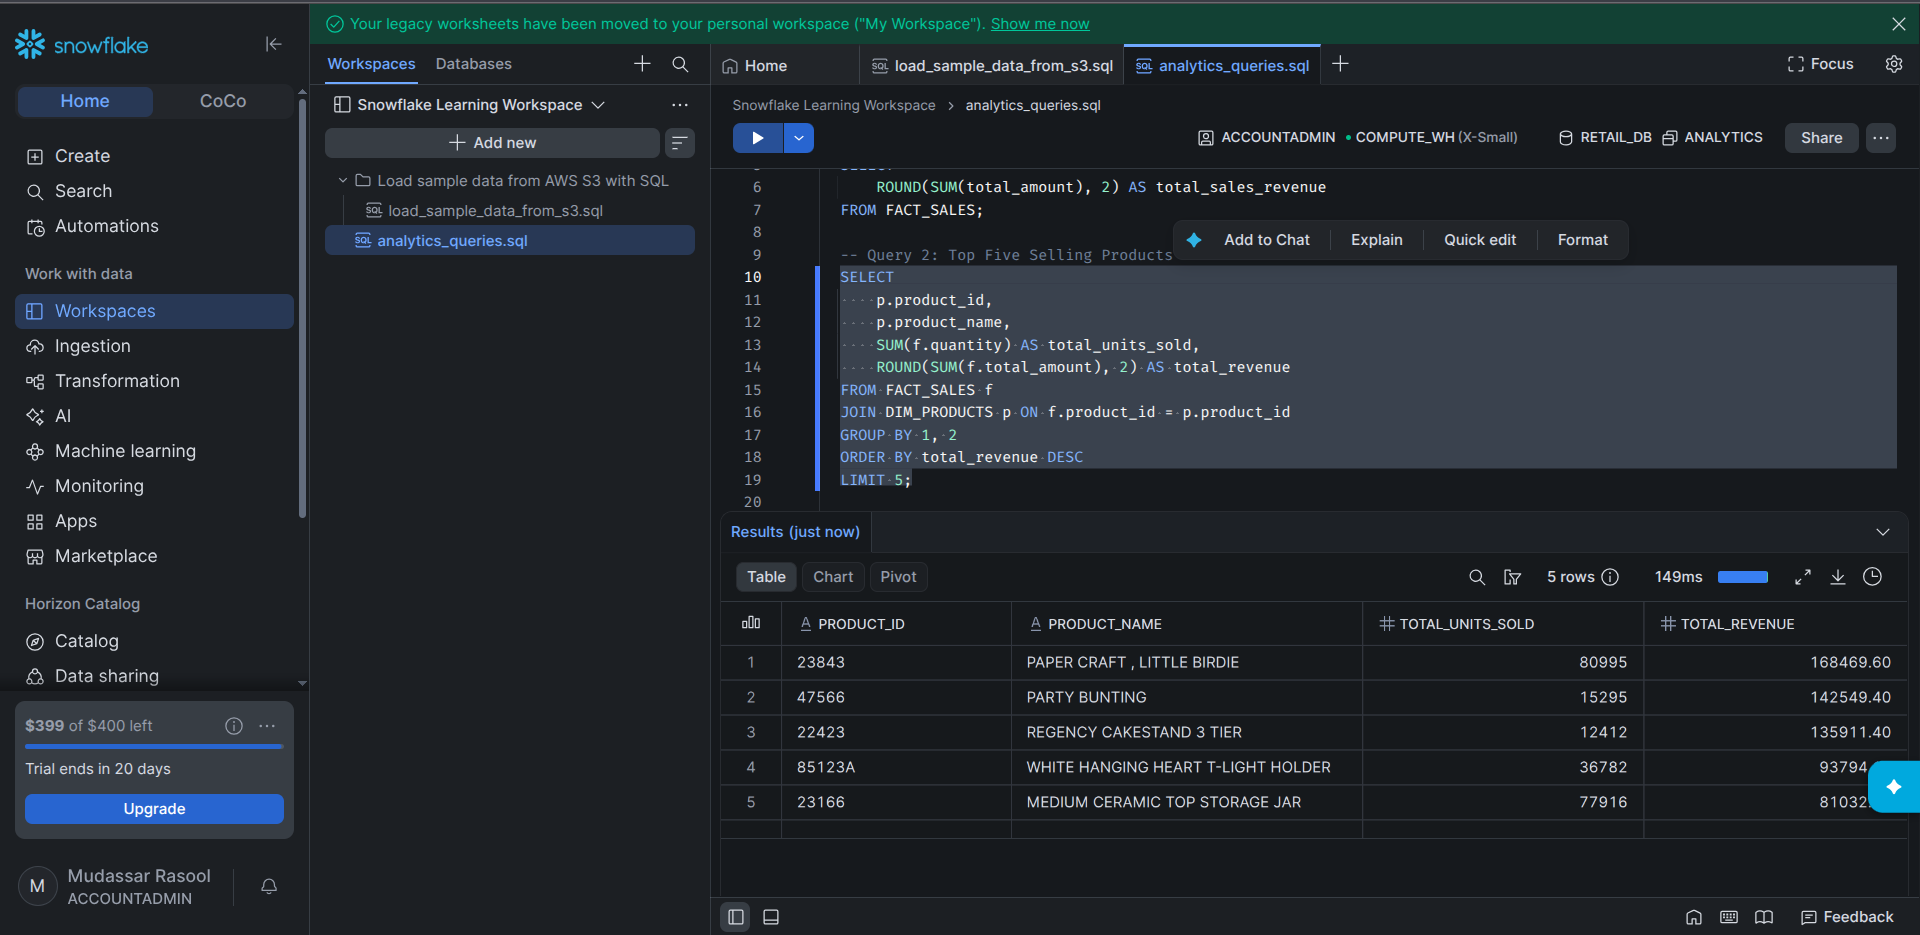 Your legacy worksheets have been moved to your personal workspace ("My Workspace"). Show me now
snowflake
Home
CoCo
Create
Search
Automations
Work with data
Workspaces
Ingestion
Transformation
AI
Machine learning
Monitoring
Apps
Marketplace
Horizon Catalog
Catalog
Data sharing
$399 of $400 left
Trial ends in 20 days
Upgrade
M
Mudassar Rasool
ACCOUNTADMIN
Workspaces
Databases
Snowflake Learning Workspace
Add new
Load sample data from AWS S3 with SQL
SQL load_sample_data_from_s3.sql
SQL analytics_queries.sql
Home
SQL load_sample_data_from_s3.sql
SQL analytics_queries.sql
Focus
Snowflake Learning Workspace > analytics_queries.sql
ACCOUNTADMIN
COMPUTE_WH (X-Small)
RETAIL_DB
ANALYTICS
Share
6 ROUND(SUM(total_amount), 2) AS total_sales_revenue
7 FROM FACT_SALES;
8
Add to Chat
Explain
Quick edit
Format
9 -- Query 2: Top Five Selling Products
10 SELECT
11 p.product_id,
12 p.product_name,
13 SUM(f.quantity) AS total_units_sold,
14 ROUND(SUM(f.total_amount), 2) AS total_revenue
15 FROM FACT_SALES f
16 JOIN DIM_PRODUCTS p ON f.product_id = p.product_id
17 GROUP BY 1, 2
18 ORDER BY total_revenue DESC
19 LIMIT 5;
20
Results (just now)
Table
Chart
Pivot
5 rows
149ms
PRODUCT_ID PRODUCT_NAME TOTAL_UNITS_SOLD TOTAL_REVENUE
1 23843 PAPER CRAFT , LITTLE BIRDIE 80995 168469.60
2 47566 PARTY BUNTING 15295 142549.40
3 22423 REGENCY CAKESTAND 3 TIER 12412 135911.40
4 85123A WHITE HANGING HEART T-LIGHT HOLDER 36782 93794
5 23166 MEDIUM CERAMIC TOP STORAGE JAR 77916 81032
Feedback